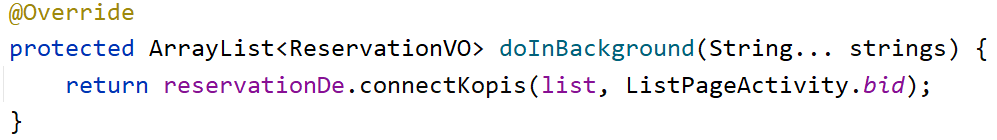 @Override
protected ArrayList<ReservationVO> doInBackground(String... strings) {
    return reservationDe.connectKopis(list, ListPageActivity.bid);
}